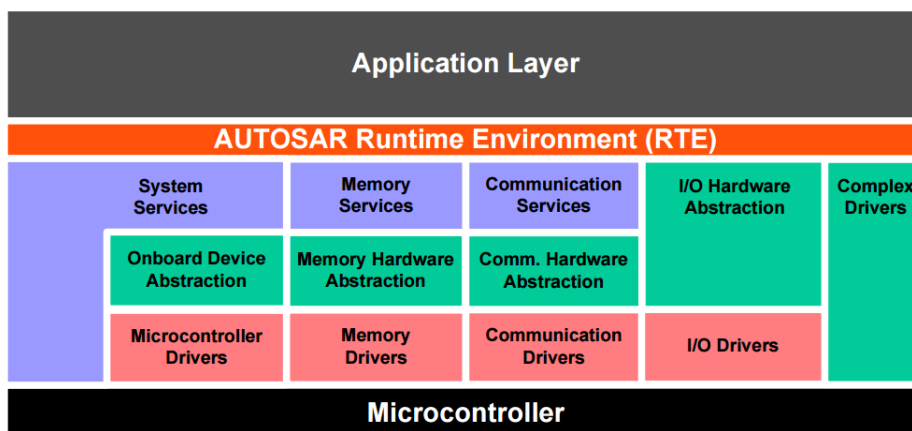 Application Layer
AUTOSAR Runtime Environment (RTE)
System
Services
Memory
Services
Communication
Services
I/O Hardware
Abstraction
Complex
Drivers
Onboard Device
Abstraction
Memory Hardware
Abstraction
Comm. Hardware
Abstraction
Microcontroller
Drivers
Memory
Drivers
Communication
Drivers
I/O Drivers
Microcontroller